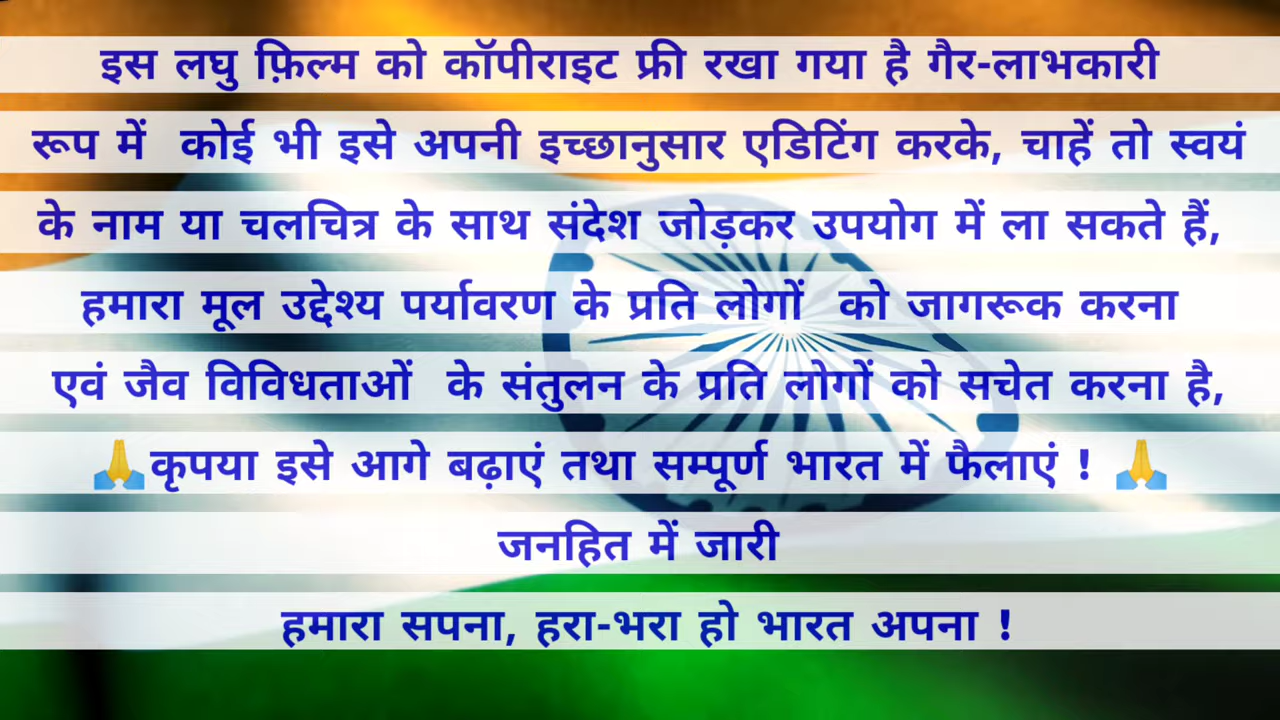 इस लघु फ़िल्म को कॉपीराइट फ्री रखा गया है गैर-लाभकारी
रूप में कोई भी इसे अपनी इच्छानुसार एडिटिंग करके, चाहें तो स्वयं
के नाम या चलचित्र के साथ संदेश जोड़कर उपयोग में ला सकते हैं,
हमारा मूल उद्देश्य पर्यावरण के प्रति लोगों को जागरूक करना
एवं जैव विविधताओं के संतुलन के प्रति लोगों को सचेत करना है,
🙏कृपया इसे आगे बढ़ाएं तथा सम्पूर्ण भारत में फैलाएं ! 🙏
जनहित में जारी
हमारा सपना, हरा-भरा हो भारत अपना !